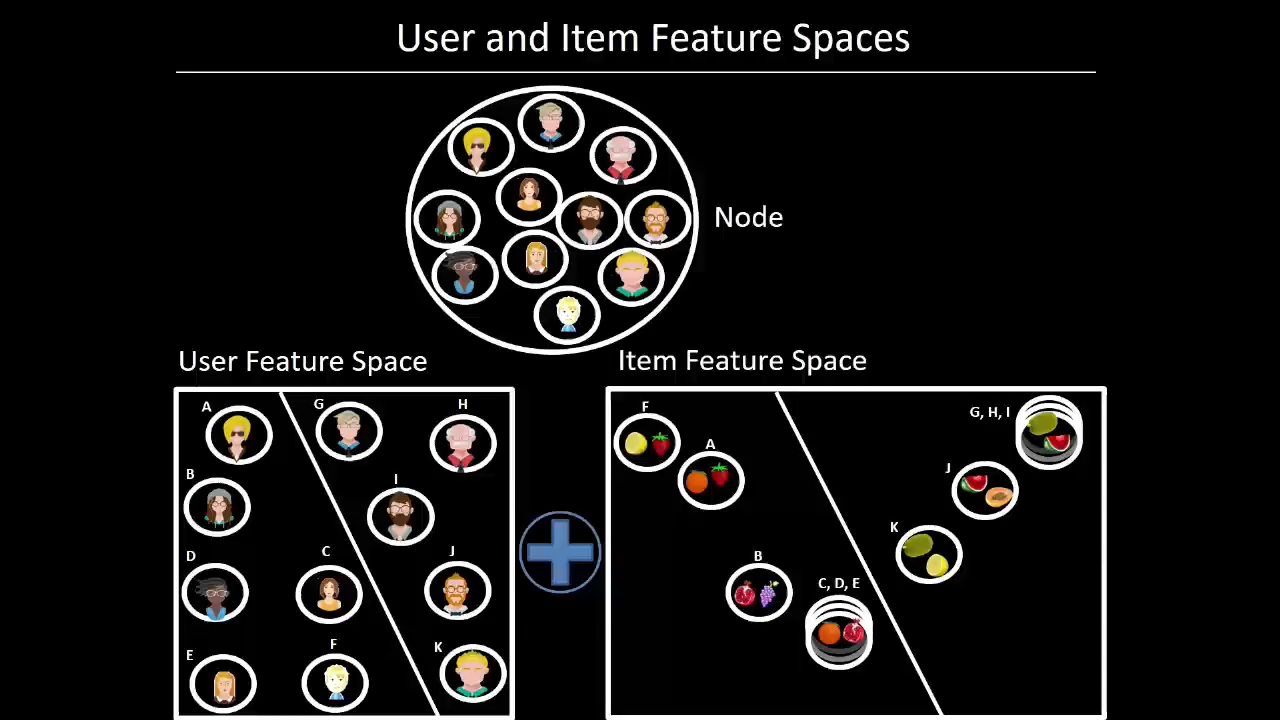 User and Item Feature Spaces
Node
User Feature Space
Item Feature Space
A
G
H
B
I
D
C
J
E
F
K
F
A
G, H, I
J
K
B
C, D, E